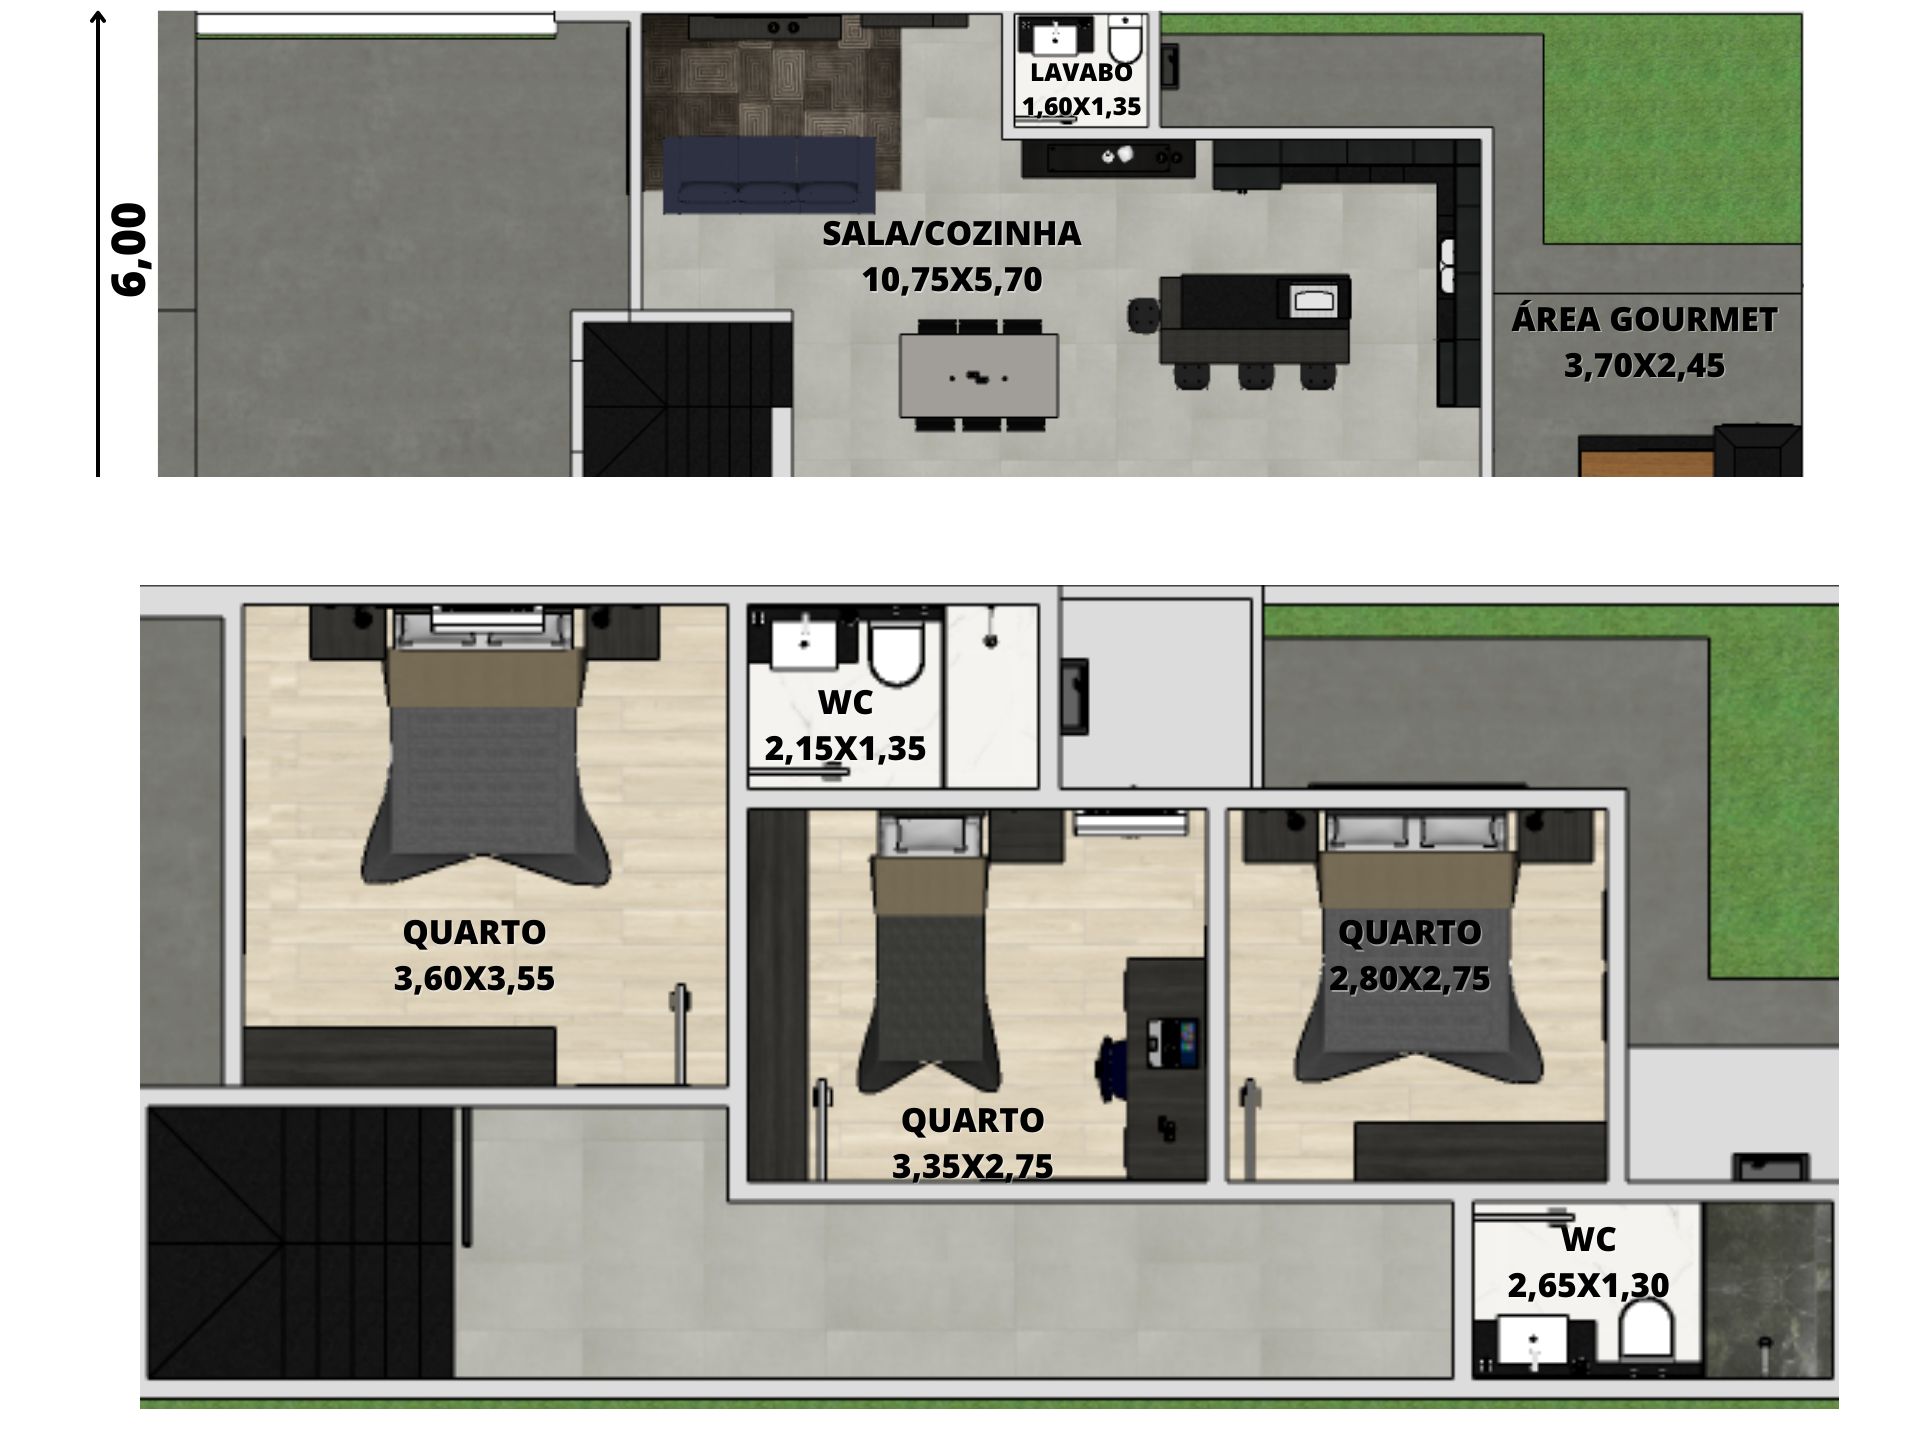 6,00
LAVABO
1,60X1,35
SALA/COZINHA
10,75X5,70
ÁREA GOURMET
3,70X2,45
WC
2,15X1,35
QUARTO
3,60X3,55
QUARTO
2,80X2,75
QUARTO
3,35X2,75
WC
2,65X1,30